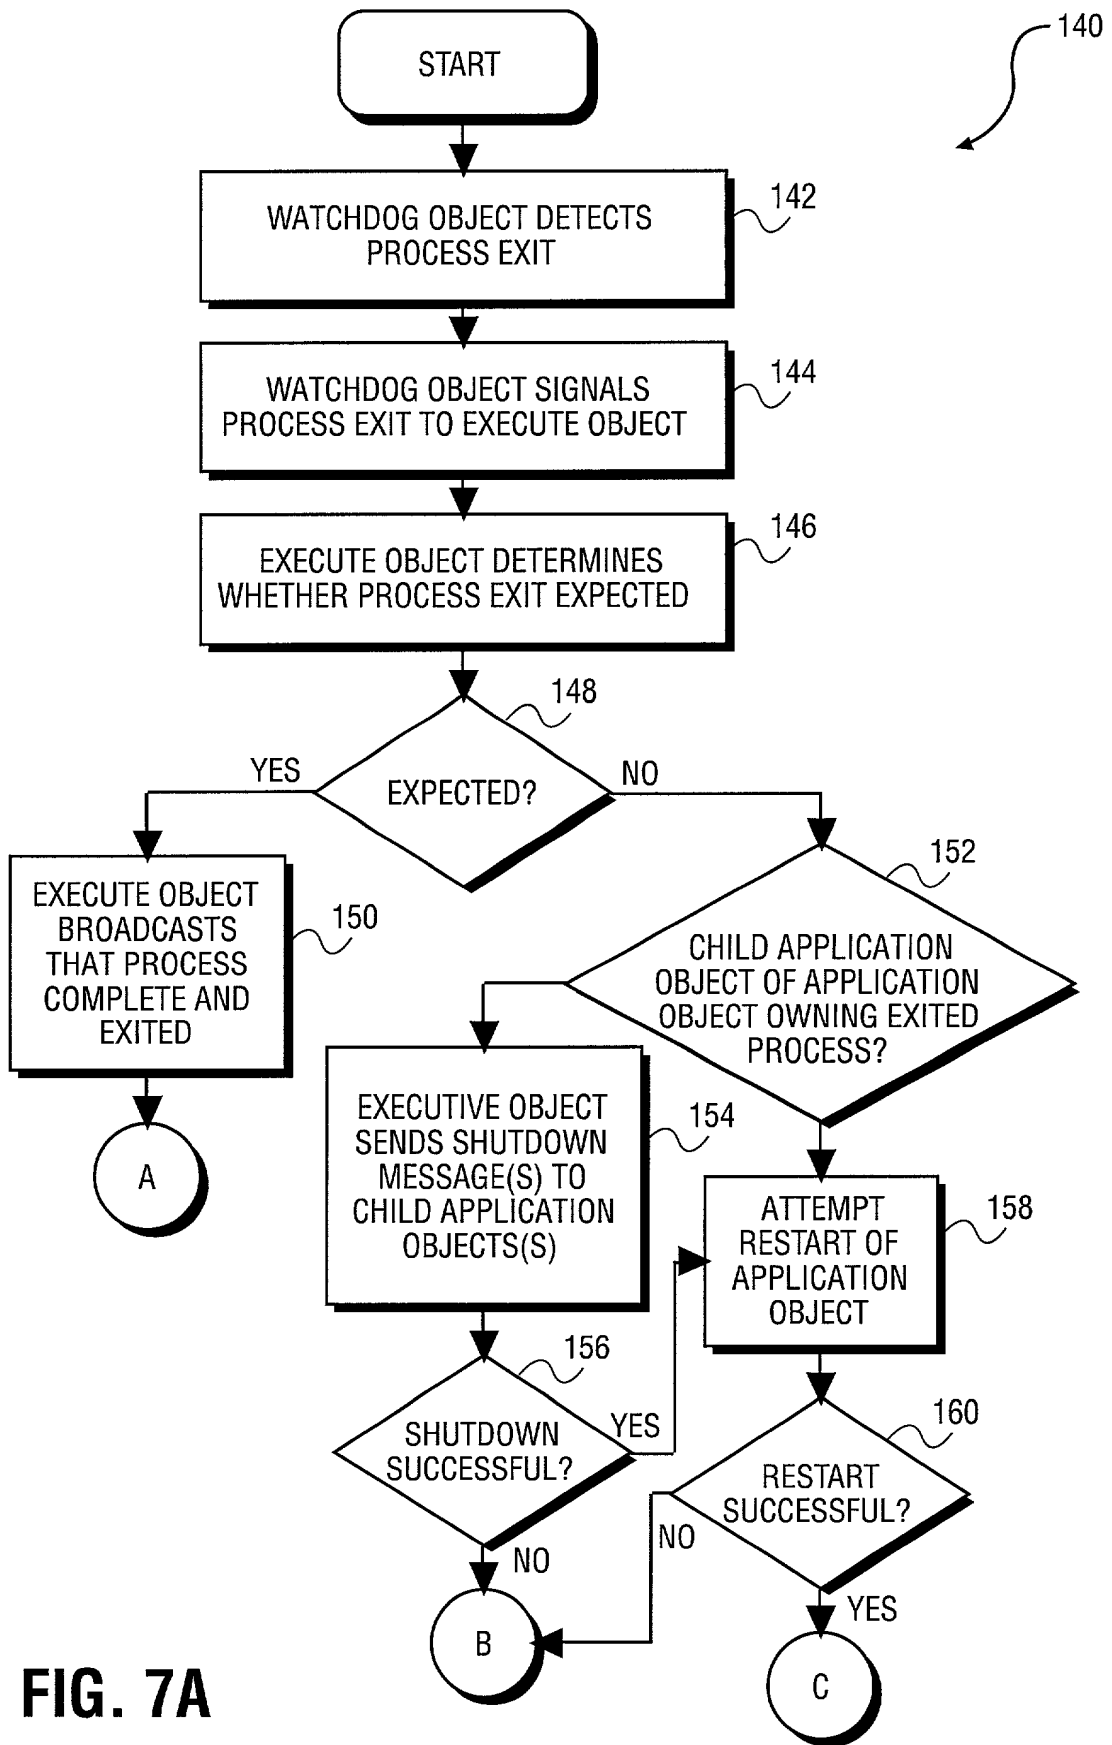 140
START
142
WATCHDOG OBJECT DETECTS
PROCESS EXIT
144
WATCHDOG OBJECT SIGNALS
PROCESS EXIT TO EXECUTE OBJECT
146
EXECUTE OBJECT DETERMINES
WHETHER PROCESS EXIT EXPECTED
148
YES
EXPECTED?
NO
EXECUTE OBJECT
BROADCASTS
THAT PROCESS
COMPLETE AND
EXITED
150
A
152
CHILD APPLICATION
OBJECT OF APPLICATION
OBJECT OWNING EXITED
PROCESS?
EXECUTIVE OBJECT
SENDS SHUTDOWN
MESSAGE(S) TO
CHILD APPLICATION
OBJECTS(S)
154
ATTEMPT
RESTART OF
APPLICATION
OBJECT
158
156
SHUTDOWN
SUCCESSFUL?
YES
NO
160
RESTART
SUCCESSFUL?
NO
YES
B
C
FIG. 7A